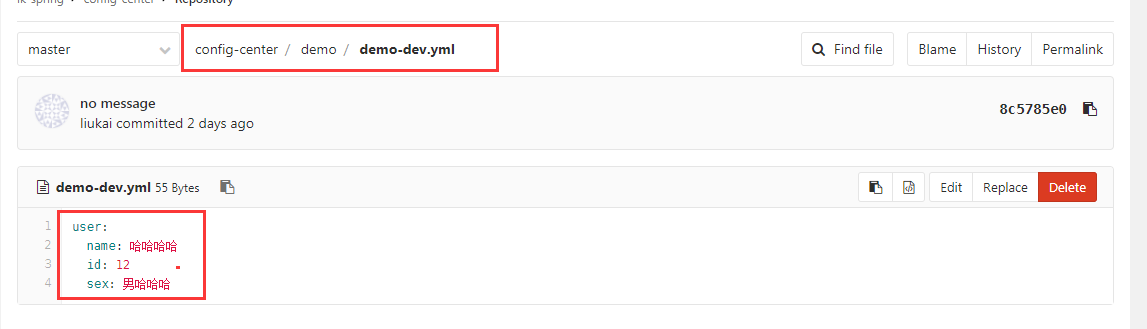 lk-spring / config-center / Repository
master
config-center / demo / demo-dev.yml
Find file
Blame
History
Permalink
no message
liukai committed 2 days ago
8c5785e0
demo-dev.yml 55 Bytes
Edit
Replace
Delete
1 user:
2 name: 哈哈哈哈
3 id: 12
4 sex: 男哈哈哈